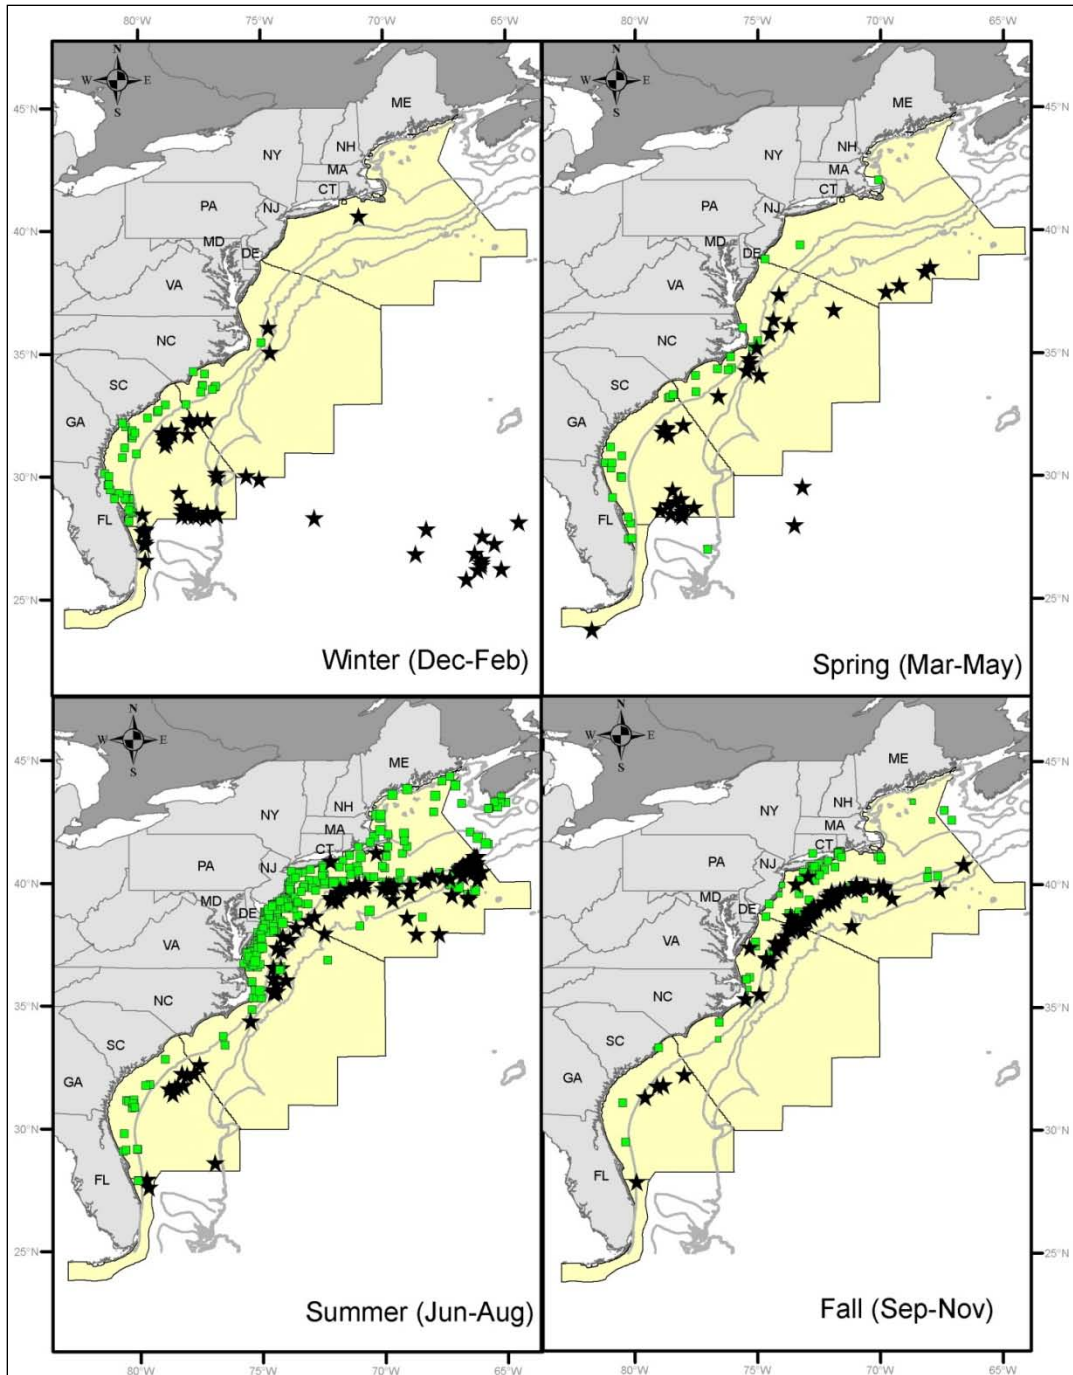 80°W 75°W 70°W 65°W
N
W E
S
45°N
40°N
35°N
30°N
25°N
ME
NH
NY
MA
CT
PA
NJ
MD
DE
VA
NC
SC
GA
FL
Winter (Dec-Feb)
80°W 75°W 70°W 65°W
N
W E
S
ME
NH
NY
MA
CT
PA
NJ
MD
DE
VA
NC
SC
GA
FL
45°N
40°N
35°N
30°N
25°N
Spring (Mar-May)
N
W E
S
45°N
40°N
35°N
30°N
25°N
ME
NH
NY
MA
CT
PA
NJ
MD
DE
VA
NC
SC
GA
FL
Summer (Jun-Aug)
80°W 75°W 70°W 65°W
N
W E
S
ME
NH
NY
MA
CT
PA
NJ
MD
DE
VA
NC
SC
GA
FL
45°N
40°N
35°N
30°N
25°N
Fall (Sep-Nov)
80°W 75°W 70°W 65°W